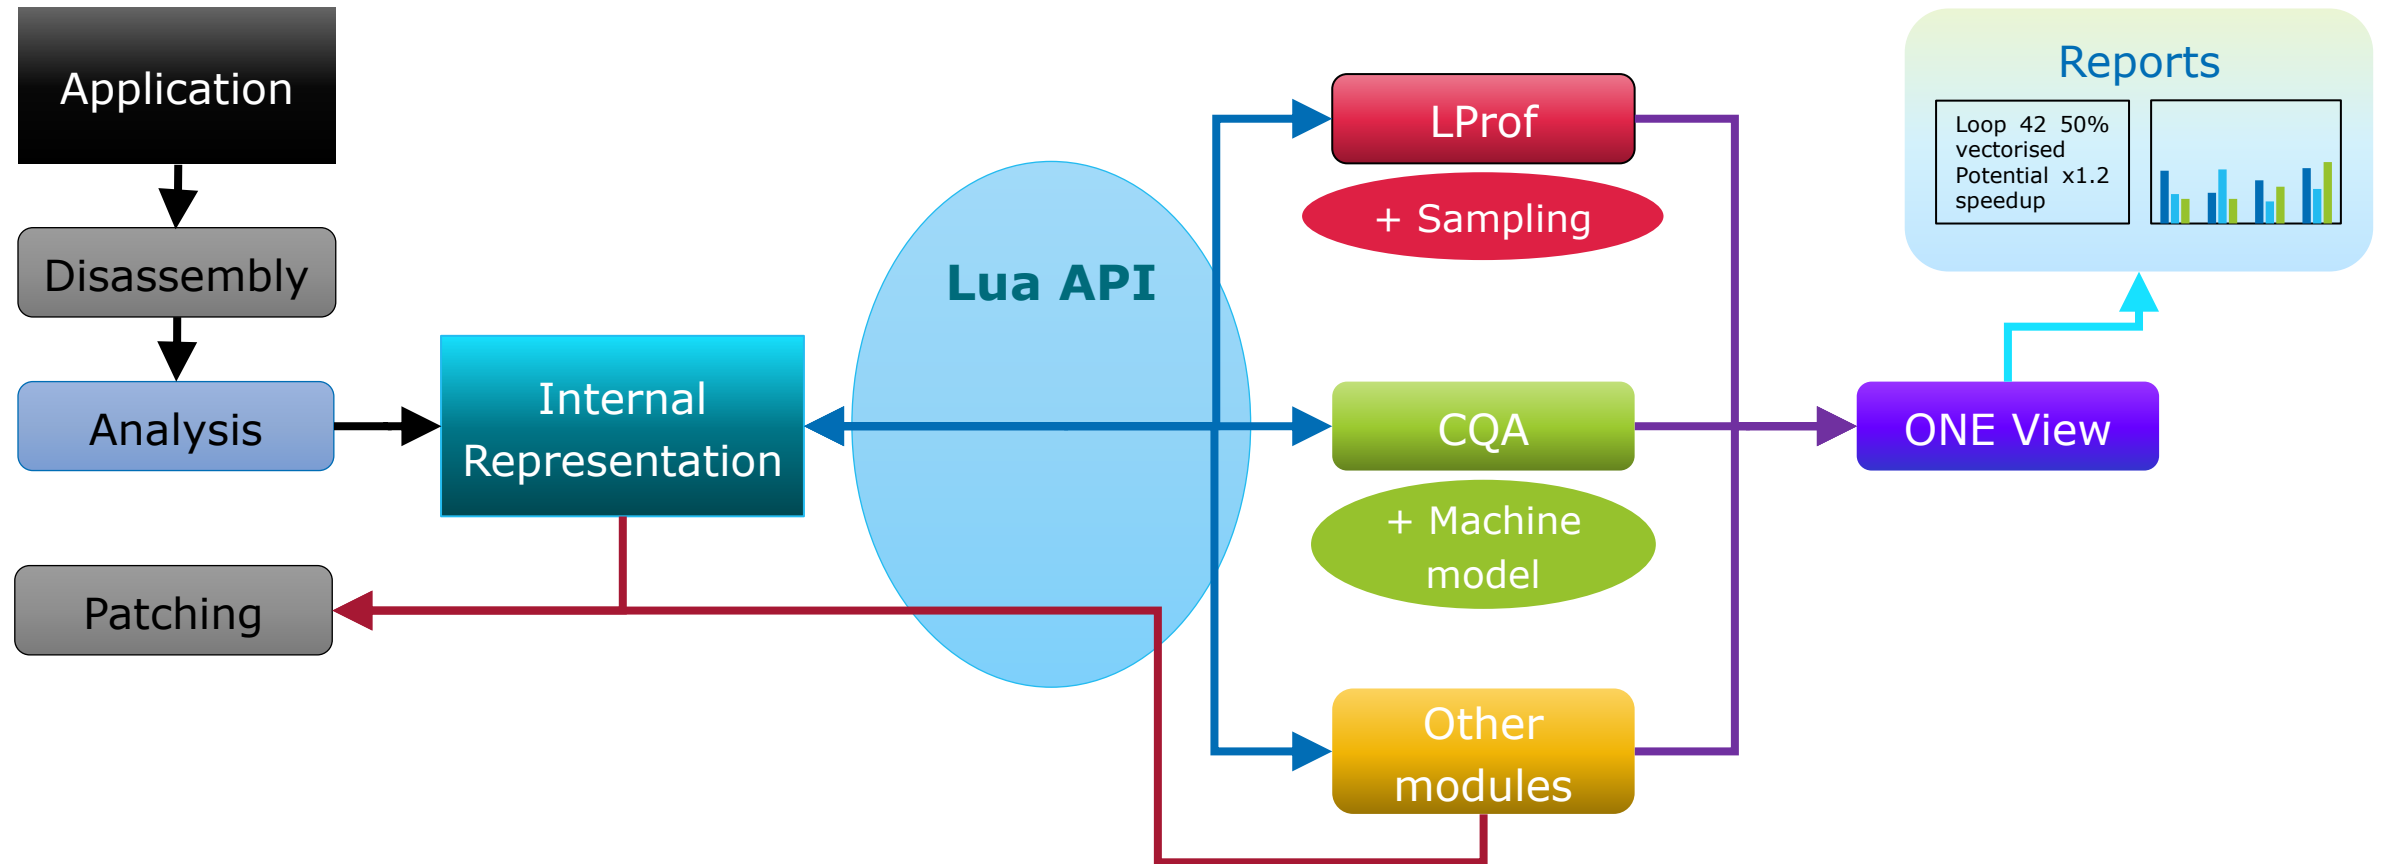 Application
Disassembly
Analysis
Patching
Internal
Representation
Lua API
LProf
+ Sampling
CQA
+ Machine
model
Other
modules
ONE View
Reports
Loop 42 50%
vectorised
Potential x1.2
speedup